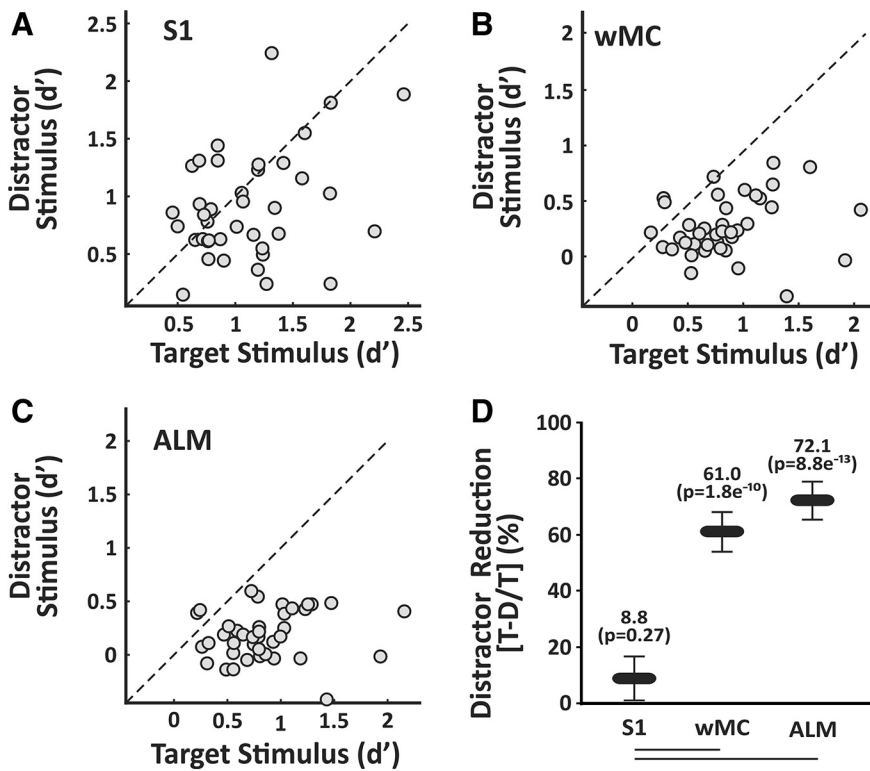 A
S1
Distractor
Stimulus (d’)
2.5
2
1.5
1
0.5
0.5 1 1.5 2 2.5
Target Stimulus (d’)
B
wMC
Distractor
Stimulus (d’)
2
1.5
1
0.5
0
0 0.5 1 1.5 2
Target Stimulus (d’)
C
ALM
Distractor
Stimulus (d’)
2
1.5
1
0.5
0
0 0.5 1 1.5 2
Target Stimulus (d’)
D
Distractor Reduction
[T-D/T] (%)
100
80
60
40
20
0
8.8
(p=0.27)
61.0
(p=1.8e⁻¹⁰)
72.1
(p=8.8e⁻¹³)
S1 wMC ALM